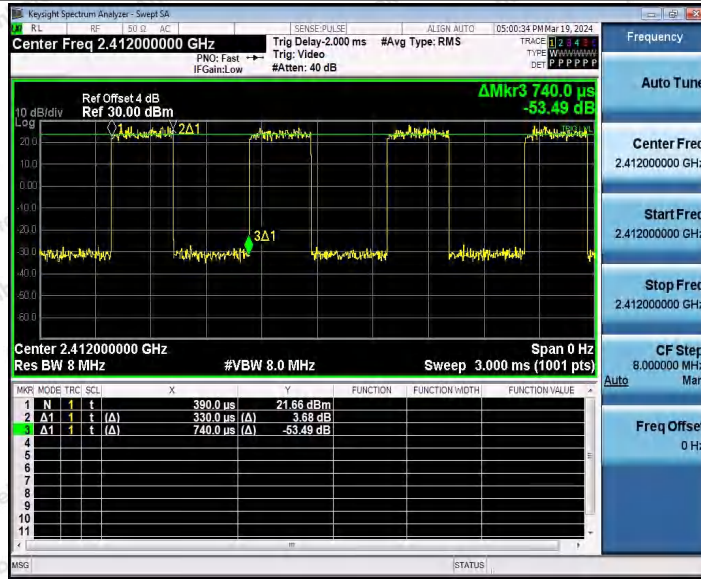 Keysight Spectrum Analyzer - Swept SA
RL RF 50 Ω AC SENSE:PULSE ALIGN AUTO 05:00:34 PM Mar 19, 2024
Center Freq 2.412000000 GHz
Trig Delay-2.000 ms #Avg Type: RMS
TRACE 1 2 3 4 5 6
PNO: Fast Trig: Video
TYPE WWWWWW
IFGain:Low #Atten: 40 dB
DET P P P P P P
ΔMkr3 740.0 µs
-53.49 dB
Ref Offset 4 dB
10 dB/div Ref 30.00 dBm
Log
1 2Δ1
3Δ1
20.0
10.0
0.00
-10.0
-20.0
-30.0
-40.0
-50.0
-60.0
Center 2.412000000 GHz Span 0 Hz
Res BW 8 MHz #VBW 8.0 MHz Sweep 3.000 ms (1001 pts)
MKR MODE TRC SCL X Y FUNCTION FUNCTION WIDTH FUNCTION VALUE
1 N 1 t 390.0 µs 21.66 dBm
2 Δ1 1 t (Δ) 330.0 µs (Δ) 3.68 dB
3 Δ1 1 t (Δ) 740.0 µs (Δ) -53.49 dB
4
5
6
7
8
9
10
11
MSG STATUS
Frequency
Auto Tune
Center Freq
2.412000000 GHz
Start Freq
2.412000000 GHz
Stop Freq
2.412000000 GHz
CF Step
8.000000 MHz
Auto Man
Freq Offset
0 Hz